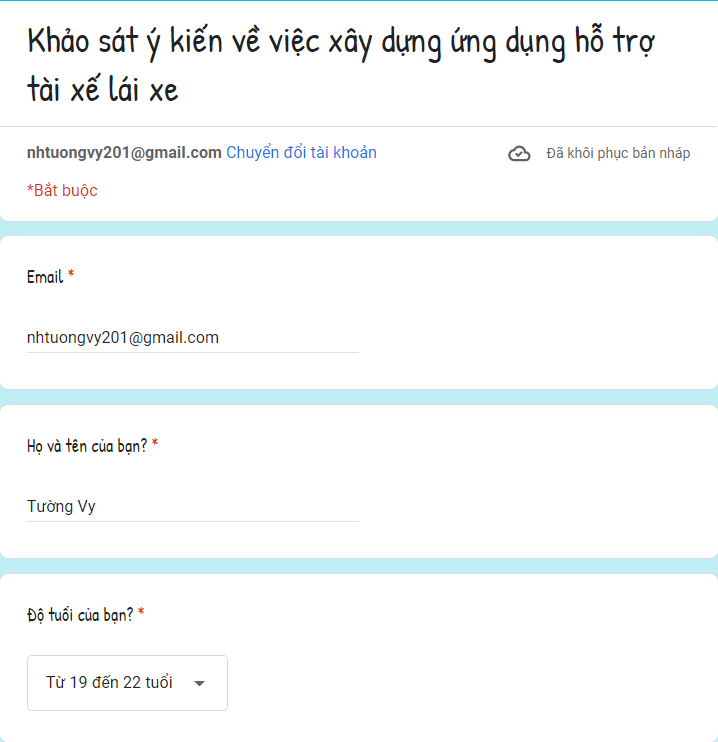 Khảo sát ý kiến về việc xây dựng ứng dụng hỗ trợ
tài xế lái xe
nhtuongvy201@gmail.com Chuyển đổi tài khoản
Đã khôi phục bản nháp
*Bắt buộc
Email *
nhtuongvy201@gmail.com
Họ và tên của bạn? *
Tường Vy
Độ tuổi của bạn? *
Từ 19 đến 22 tuổi